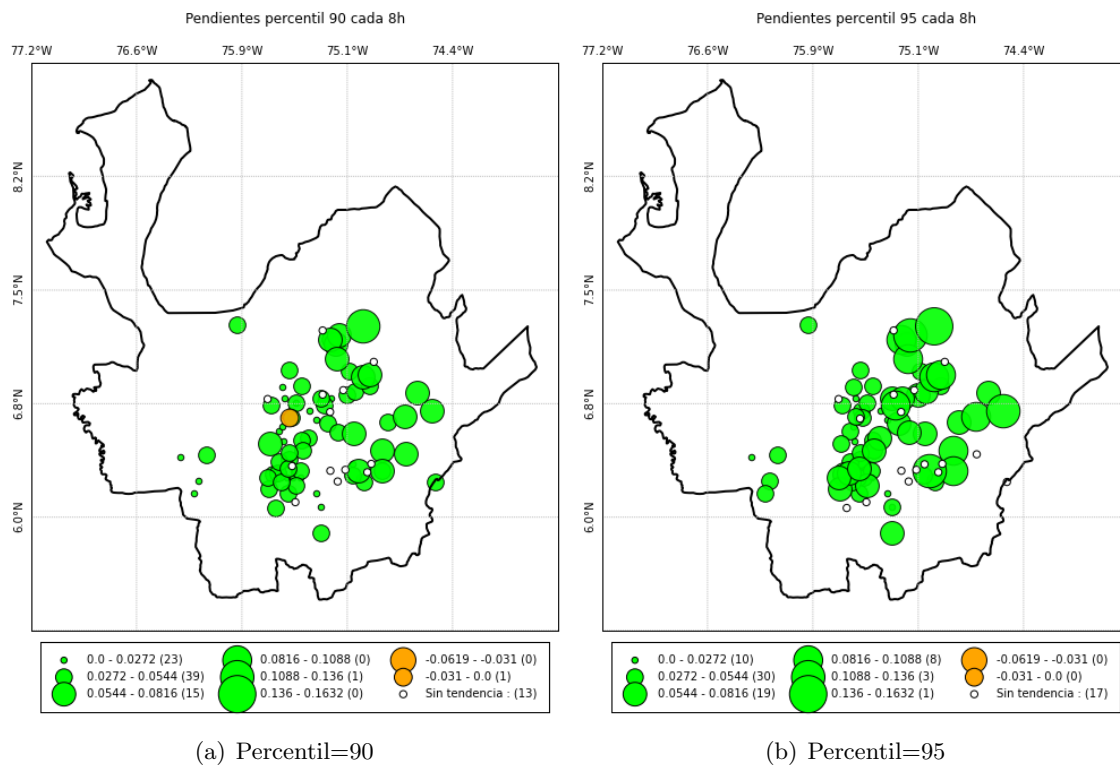 Pendientes percentil 90 cada 8h
77.2°W 76.6°W 75.9°W 75.1°W 74.4°W
8.2°N
7.5°N
6.8°N
6.0°N
0.0 - 0.0272 (23)
0.0272 - 0.0544 (39)
0.0544 - 0.0816 (15)
0.0816 - 0.1088 (0)
0.1088 - 0.136 (1)
0.136 - 0.1632 (0)
-0.0619 - -0.031 (0)
-0.031 - 0.0 (1)
Sin tendencia : (13)
(a) Percentil=90
Pendientes percentil 95 cada 8h
77.2°W 76.6°W 75.9°W 75.1°W 74.4°W
8.2°N
7.5°N
6.8°N
6.0°N
0.0 - 0.0272 (10)
0.0272 - 0.0544 (30)
0.0544 - 0.0816 (19)
0.0816 - 0.1088 (8)
0.1088 - 0.136 (3)
0.136 - 0.1632 (1)
-0.0619 - -0.031 (0)
-0.031 - 0.0 (1)
Sin tendencia : (17)
(b) Percentil=95